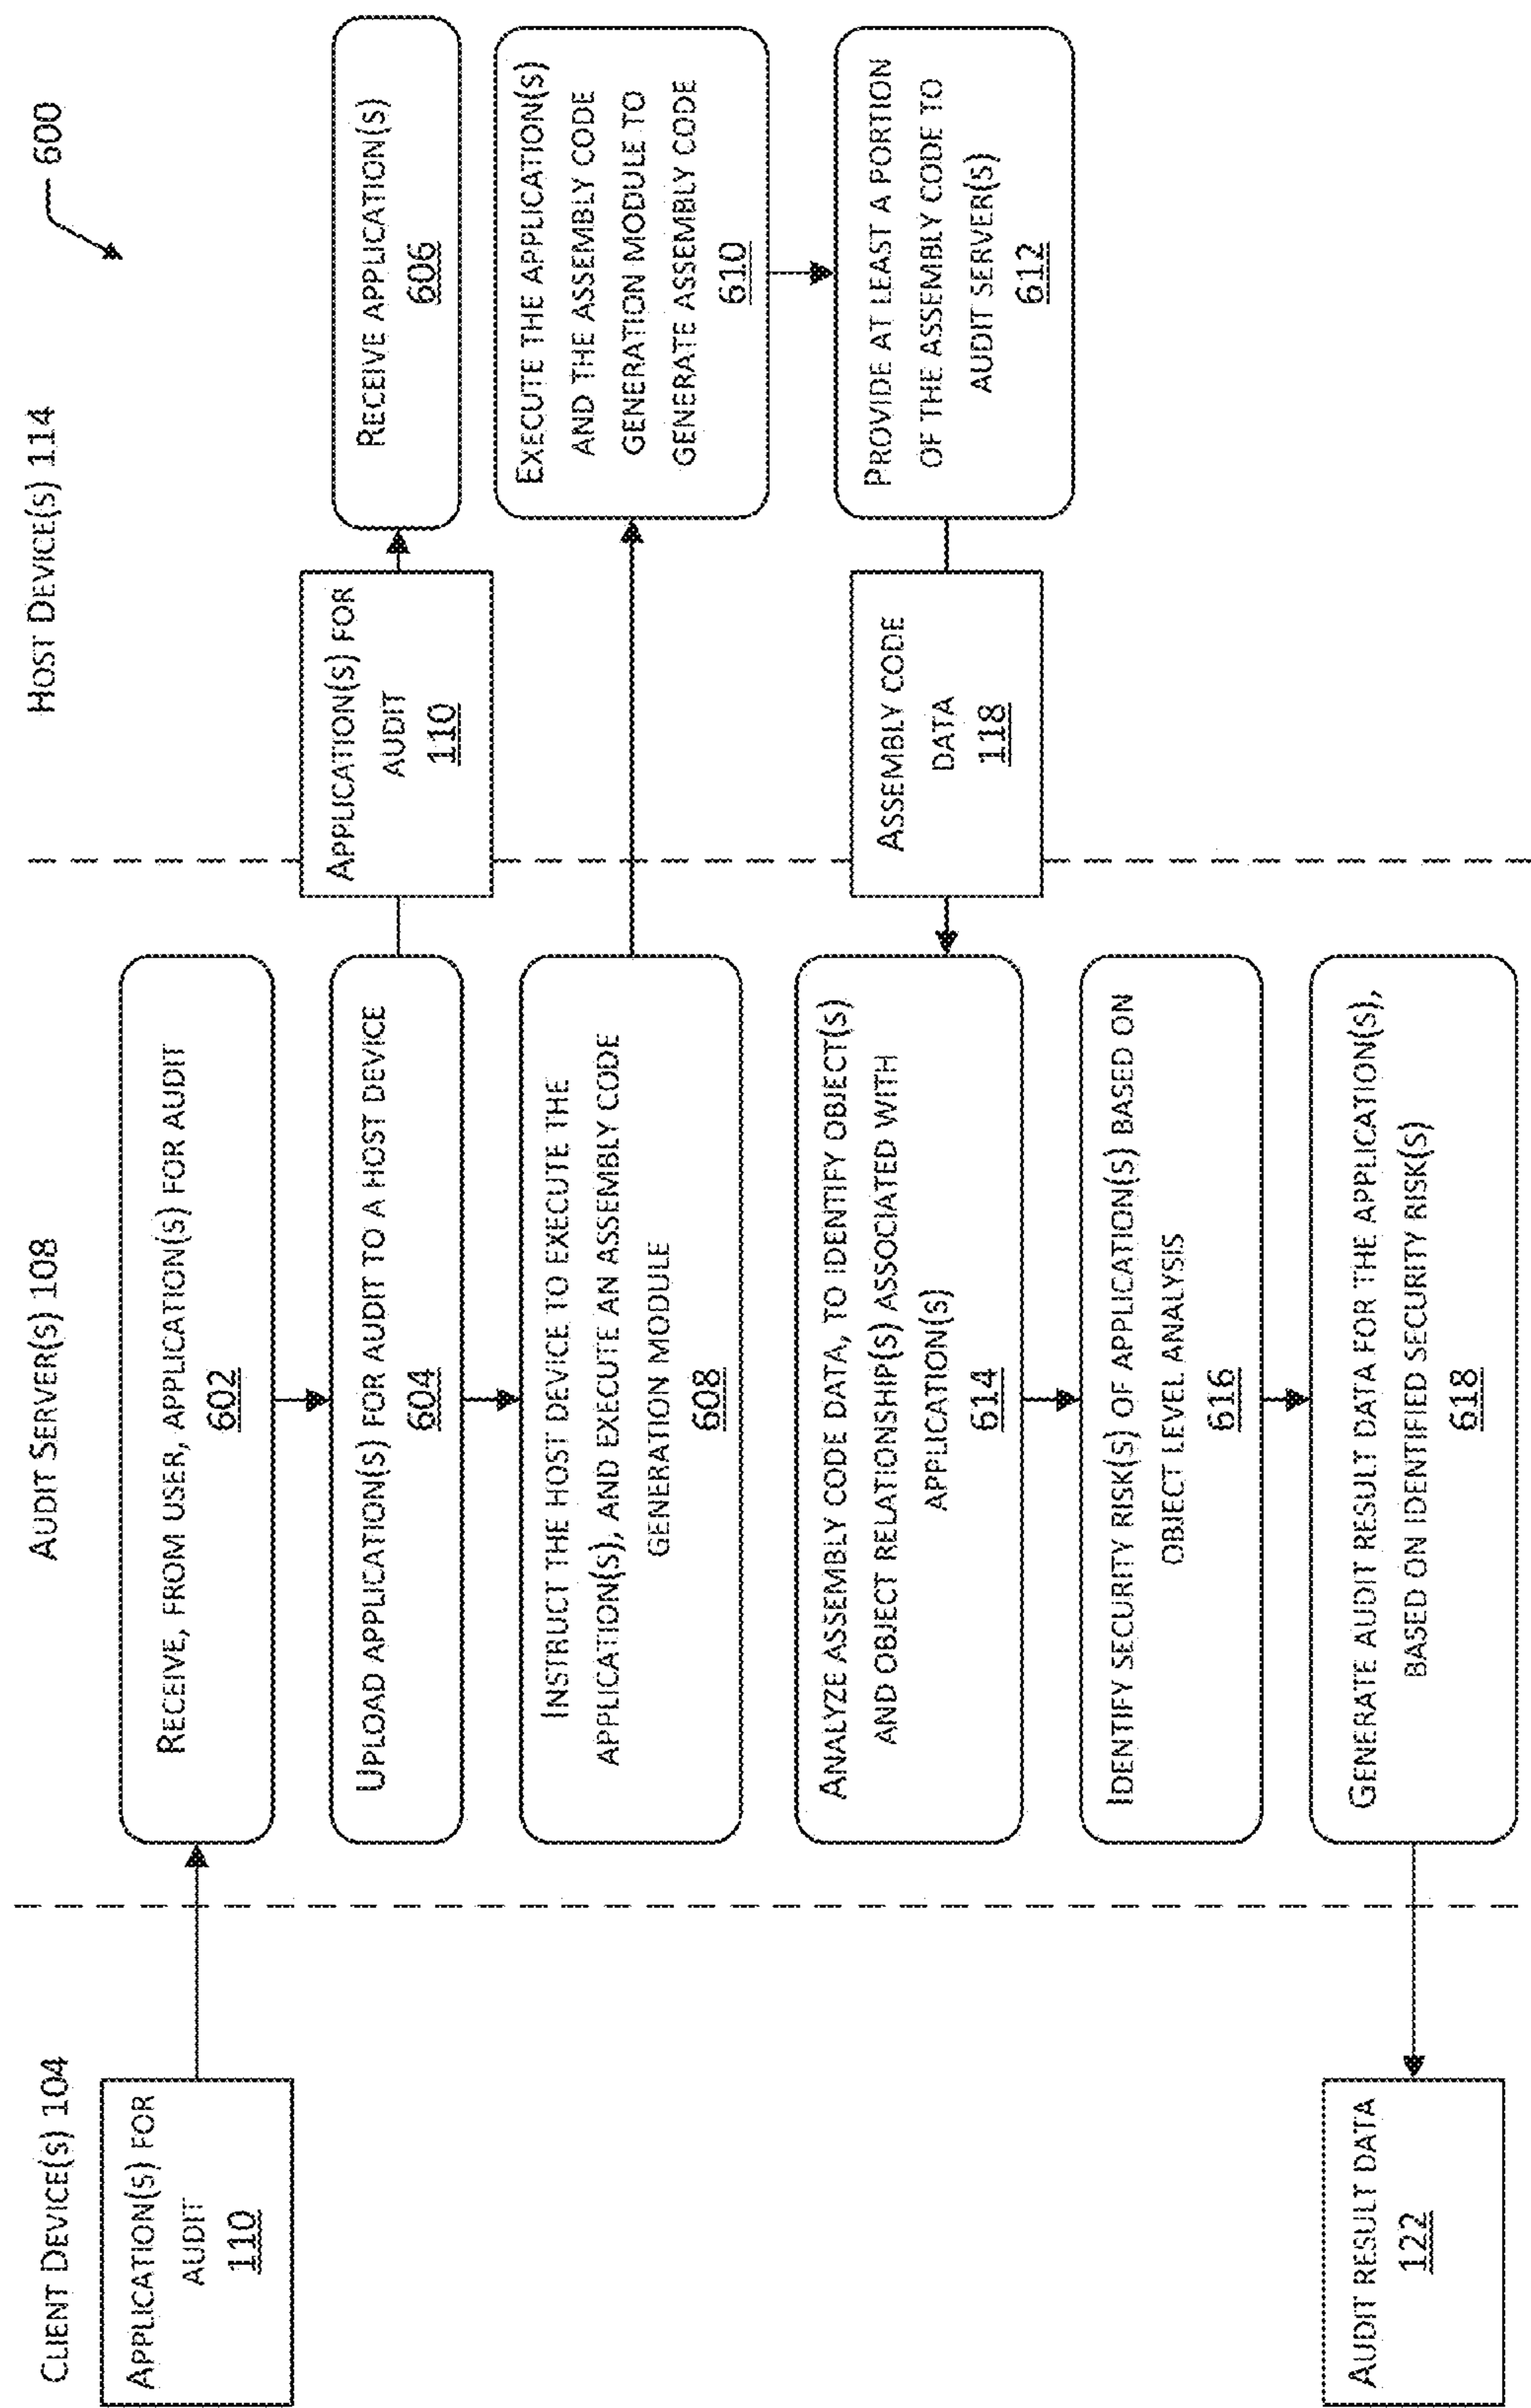 600
CLIENT DEVICE(S) 104
AUDIT SERVER(S) 108
HOST DEVICE(S) 114
APPLICATION(S) FOR
AUDIT
110
RECEIVE, FROM USER, APPLICATION(S) FOR AUDIT
602
UPLOAD APPLICATION(S) FOR AUDIT TO A HOST DEVICE
604
APPLICATION(S) FOR
AUDIT
110
RECEIVE APPLICATION(S)
606
INSTRUCT THE HOST DEVICE TO EXECUTE THE
APPLICATION(S), AND EXECUTE AN ASSEMBLY CODE
GENERATION MODULE
608
EXECUTE THE APPLICATION(S)
AND THE ASSEMBLY CODE
GENERATION MODULE TO
GENERATE ASSEMBLY CODE
610
PROVIDE AT LEAST A PORTION
OF THE ASSEMBLY CODE TO
AUDIT SERVER(S)
612
ASSEMBLY CODE
DATA
118
ANALYZE ASSEMBLY CODE DATA, TO IDENTIFY OBJECT(S)
AND OBJECT RELATIONSHIP(S) ASSOCIATED WITH
APPLICATION(S)
614
IDENTIFY SECURITY RISK(S) OF APPLICATION(S) BASED ON
OBJECT LEVEL ANALYSIS
616
GENERATE AUDIT RESULT DATA FOR THE APPLICATION(S),
BASED ON IDENTIFIED SECURITY RISK(S)
618
AUDIT RESULT DATA
122